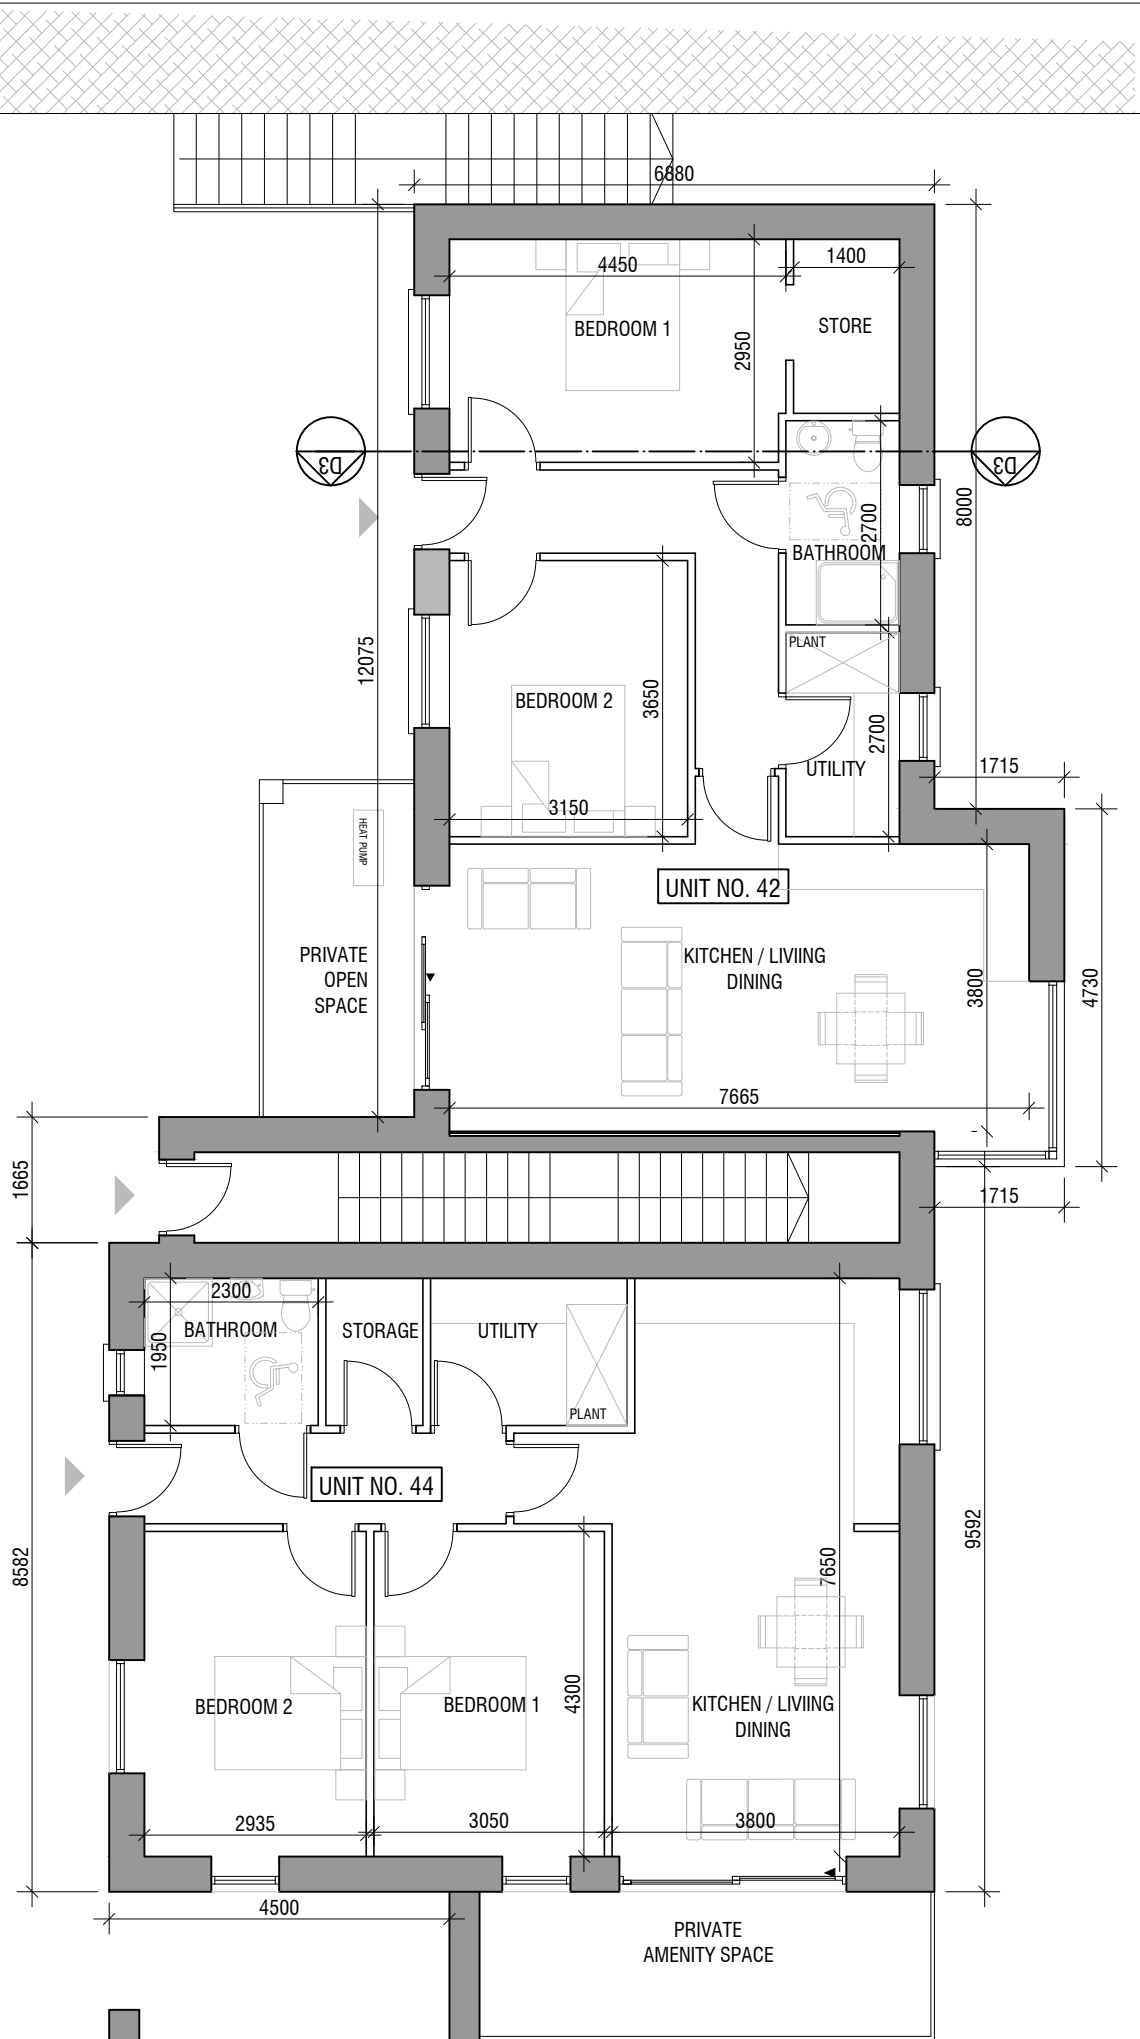 6880
4450
1400
BEDROOM 1
STORE
2950
D3
D3
8000
2700
BATHROOM
12075
PLANT
BEDROOM 2
3650
2700
UTILITY
1715
3150
HEAT PUMP
UNIT NO. 42
PRIVATE
OPEN
SPACE
KITCHEN / LIVIING
DINING
3800
4730
7665
1665
1715
2300
BATHROOM
1950
STORAGE
UTILITY
PLANT
UNIT NO. 44
8582
9592
7650
BEDROOM 2
BEDROOM 1
4300
KITCHEN / LIVIING
DINING
2935
3050
3800
4500
PRIVATE
AMENITY SPACE